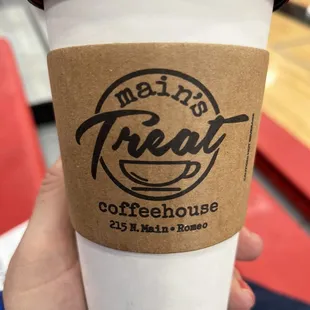 main's
Treat
coffeehouse
215 N. Main • Romeo